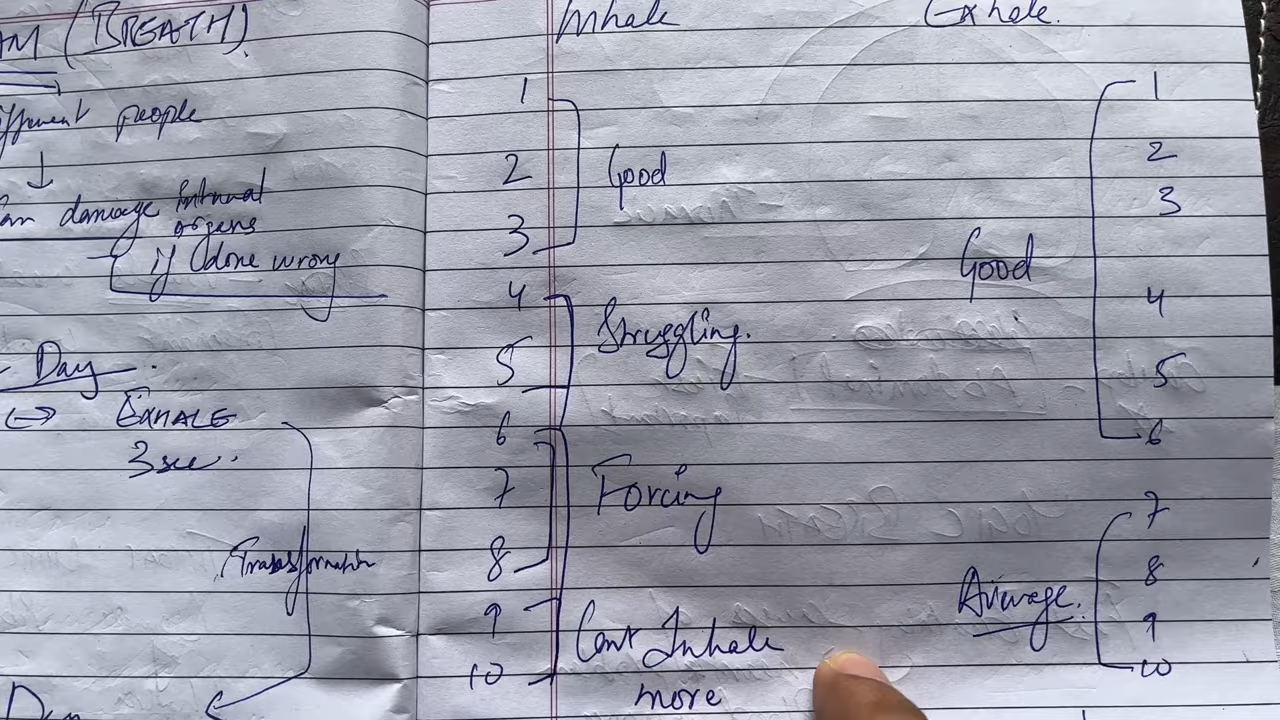 (BREATH)
people
damage Internal
organs
if done wrong
Day
EXHALE
3 sec.
Transformation
Inhale Exhale.
1
2
3
Good
4
5
Struggling.
6
7
8
Forcing
9
10
Cant Inhale
more
1
2
3
4
5
6
Good
7
8
9
10
Average.